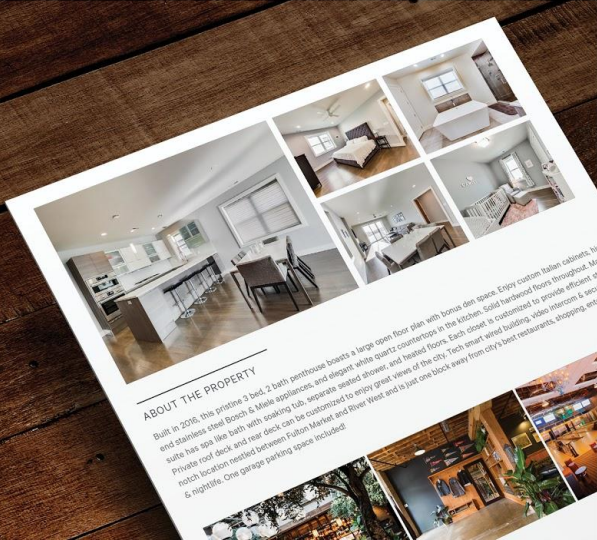 ABOUT THE PROPERTY
Built in 2016, this pristine 3 bed, 2 bath penthouse boasts a large open floor plan with bonus den space. Enjoy custom Italian cabinets, hi
end stainless steel Bosch & Miele appliances, and elegant white quartz countertops in the kitchen. Solid hardwood floors throughout. Ma
suite has spa like bath with soaking tub, separate seated shower, and heated floors. Each closet is customized to provide efficient st
Private roof deck and rear deck can be customized to enjoy great views of the city. Tech smart wired building, video intercom & secu
notch location nestled between Fulton Market and River West and is just one block away from city's best restaurants, shopping, ente
& nightlife. One garage parking space included!